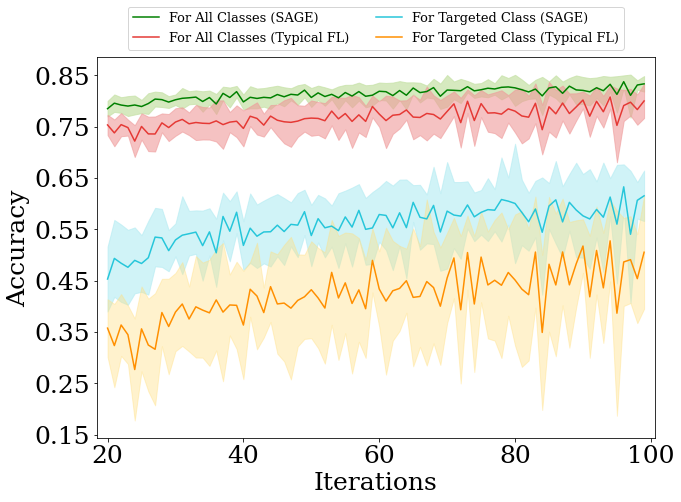 For All Classes (SAGE) For Targeted Class (SAGE)
For All Classes (Typical FL) For Targeted Class (Typical FL)
0.85
0.75
0.65
0.55
0.45
0.35
0.25
0.15
Accuracy
20 40 60 80 100
Iterations